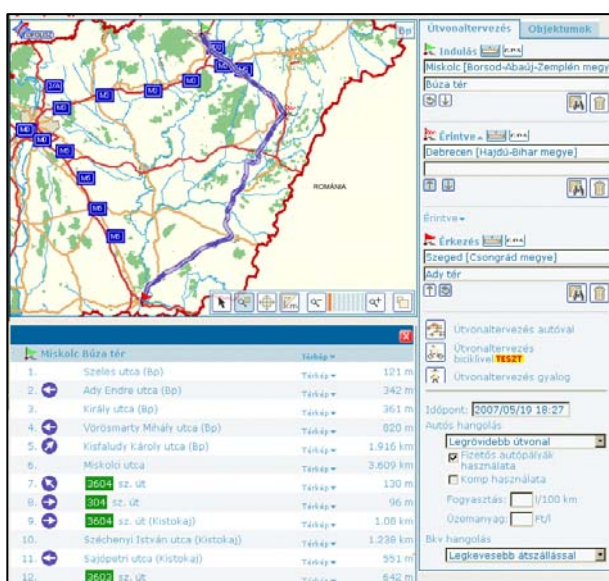 Bp
Útvonaltervezés Objektumok
Indulás
Miskolc [Borsod-Abaúj-Zemplén megy
Búza tér
Érintve
Debrecen [Hajdú-Bihar megye]
Érintve
Érkezés
Szeged [Csongrád megye]
Ady tér
ROMÁNIA
M3
M5
Útvonaltervezés autóval
Útvonaltervezés
biciklivel TESZT
Útvonaltervezés gyalog
Időpont: 2007/05/19 18:27
Autós hangolás
Legrövidebb útvonal
Fizetős autópályák
használata
Komp használata
Fogyasztás: l/100 km
Üzemanyag: Ft/l
Bkv hangolás
Legkevesebb átszállással
Miskolc Búza tér Térkép
1. Szeles utca (Bp) Térkép 121 m
2. Ady Endre utca (Bp) Térkép 342 m
3. Király utca (Bp) Térkép 361 m
4. Vörösmarty Mihály utca (Bp) Térkép 820 m
5. Kisfaludy Károly utca (Bp) Térkép 1.916 km
6. Miskolci utca Térkép 3.609 km
7. 3604 sz. út Térkép 130 m
8. 304 sz. út Térkép 96 m
9. 3604 sz. út (Kistokaj) Térkép 1.08 km
10. Széchenyi István utca (Kistokaj) Térkép 1.238 km
11. Sajópetri utca (Kistokaj) Térkép 551 m
12. 3603 sz. út Térkép 642 m